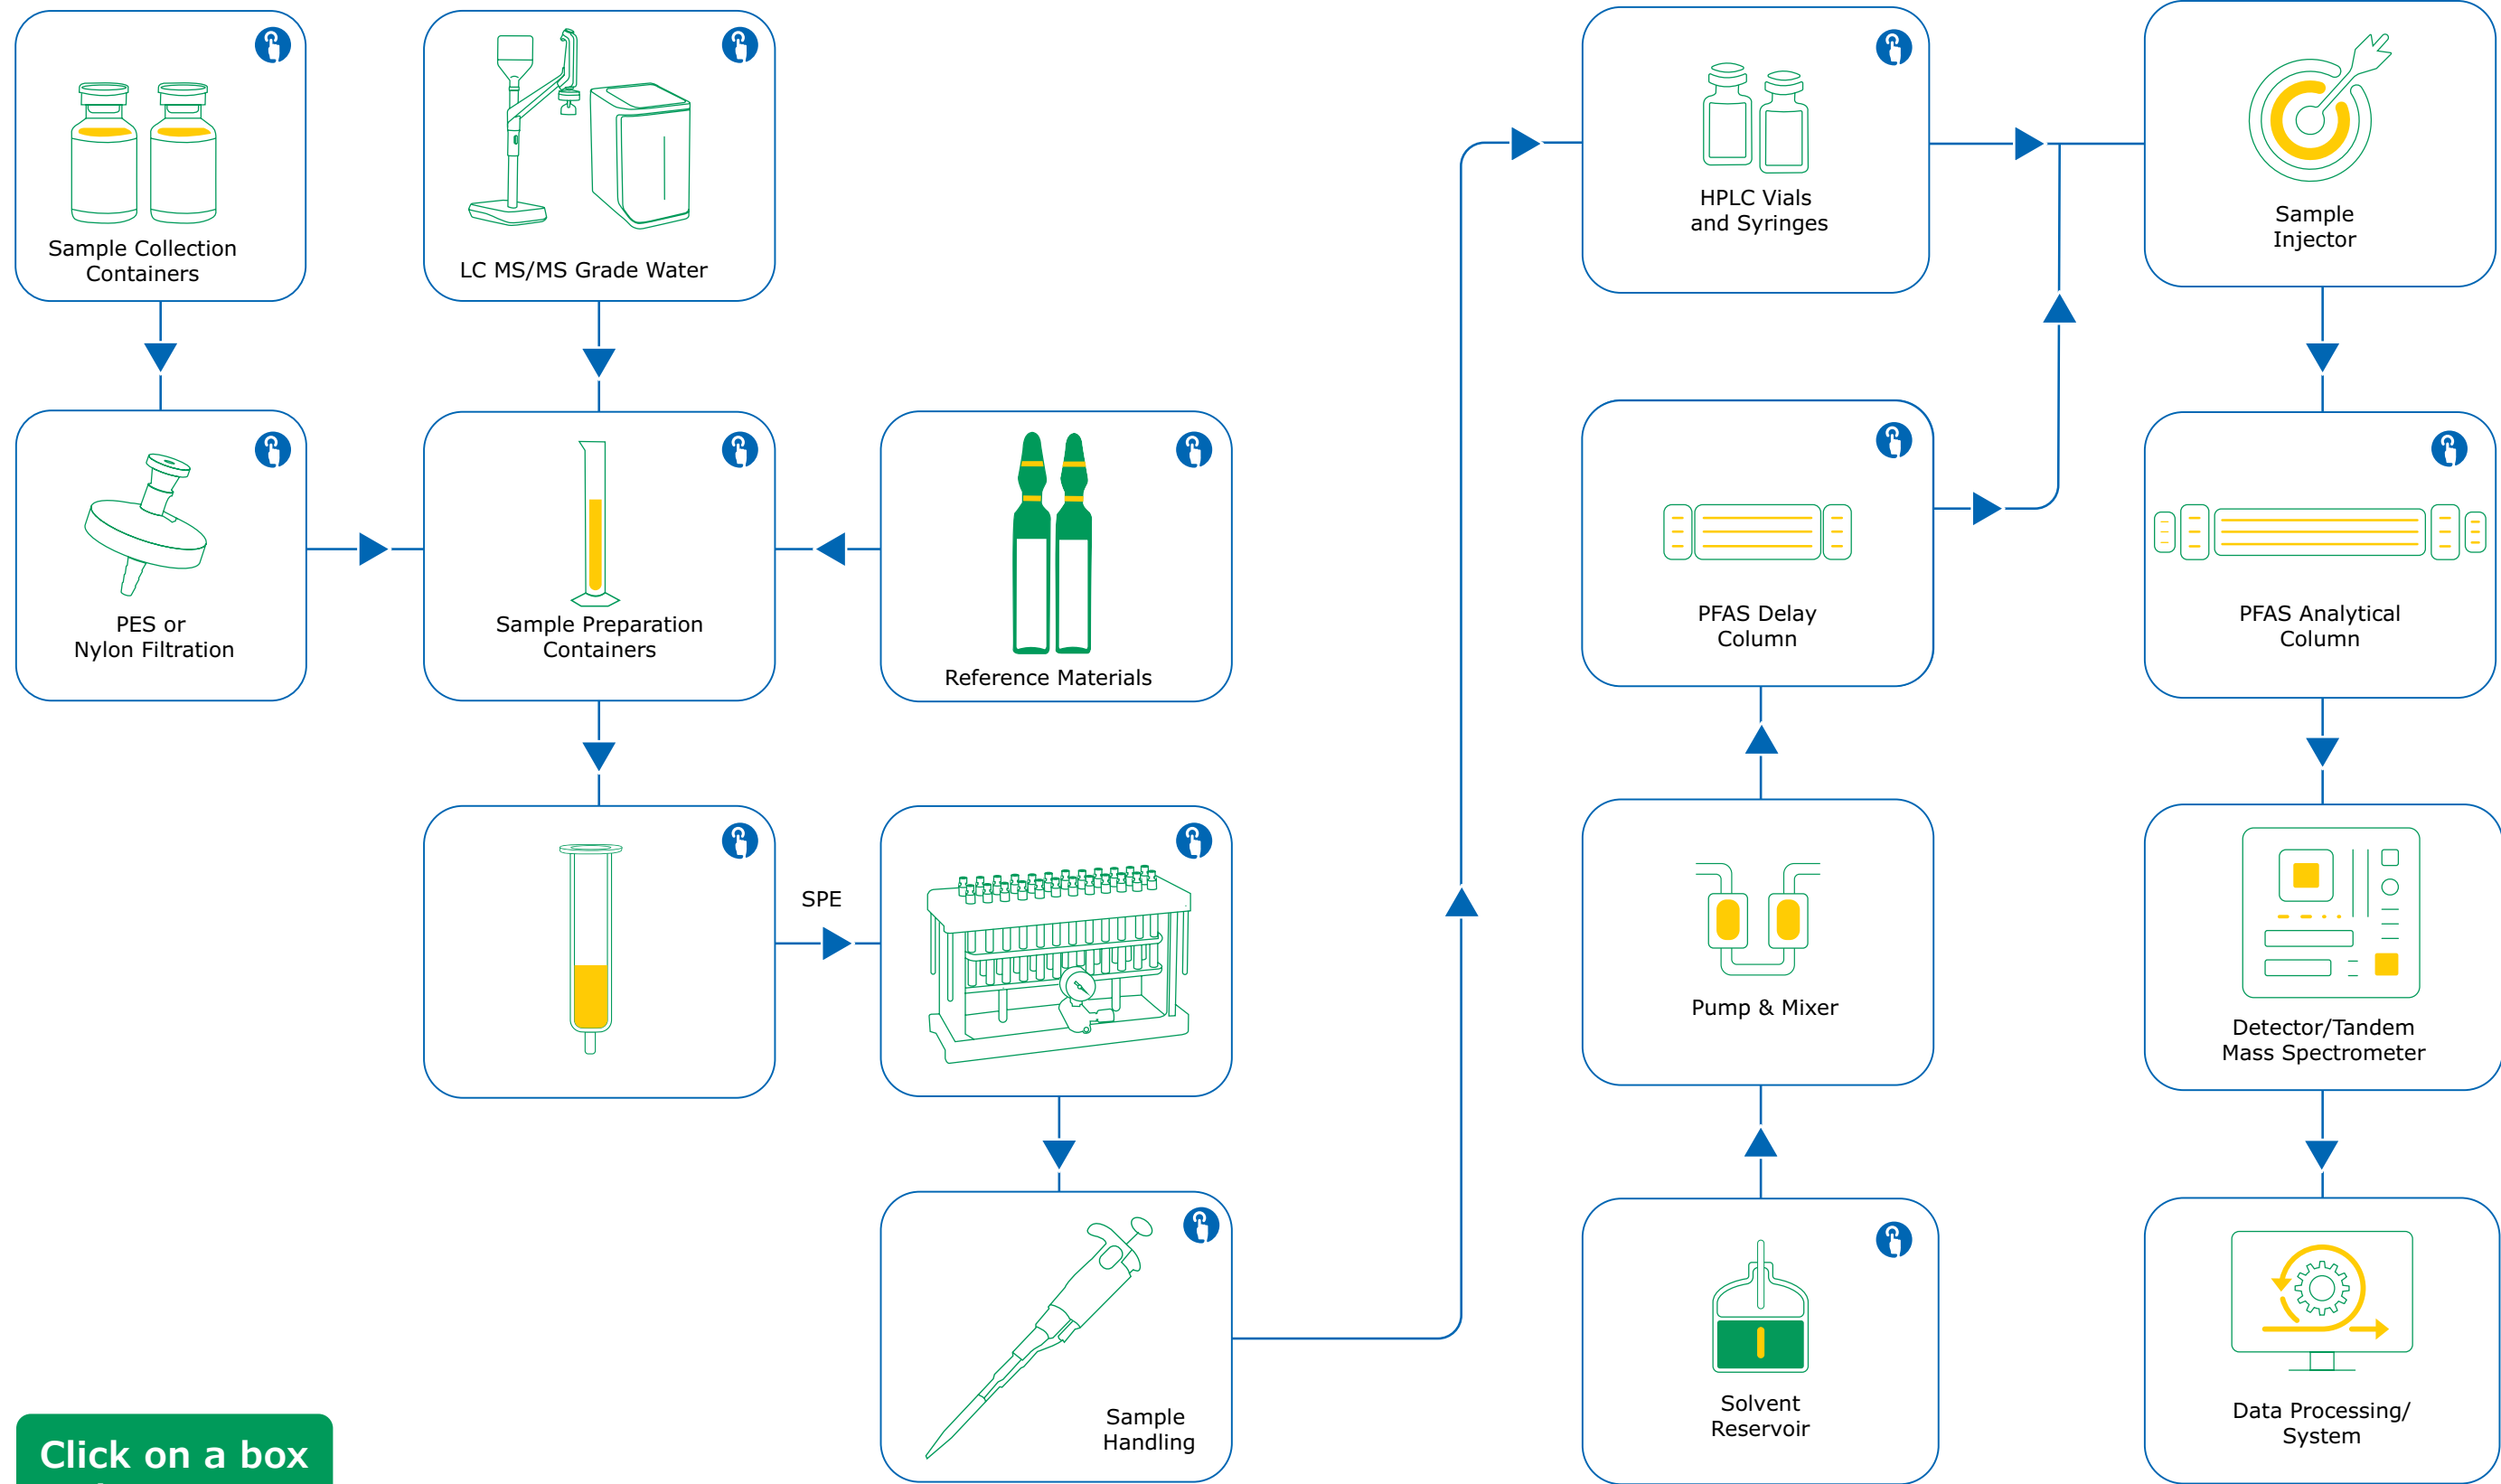 Sample Collection
Containers
LC MS/MS Grade Water
HPLC Vials
and Syringes
Sample
Injector
PES or
Nylon Filtration
Sample Preparation
Containers
Reference Materials
PFAS Delay
Column
PFAS Analytical
Column
SPE
Pump & Mixer
Detector/Tandem
Mass Spectrometer
Sample
Handling
Solvent
Reservoir
Data Processing/
System
Click on a box